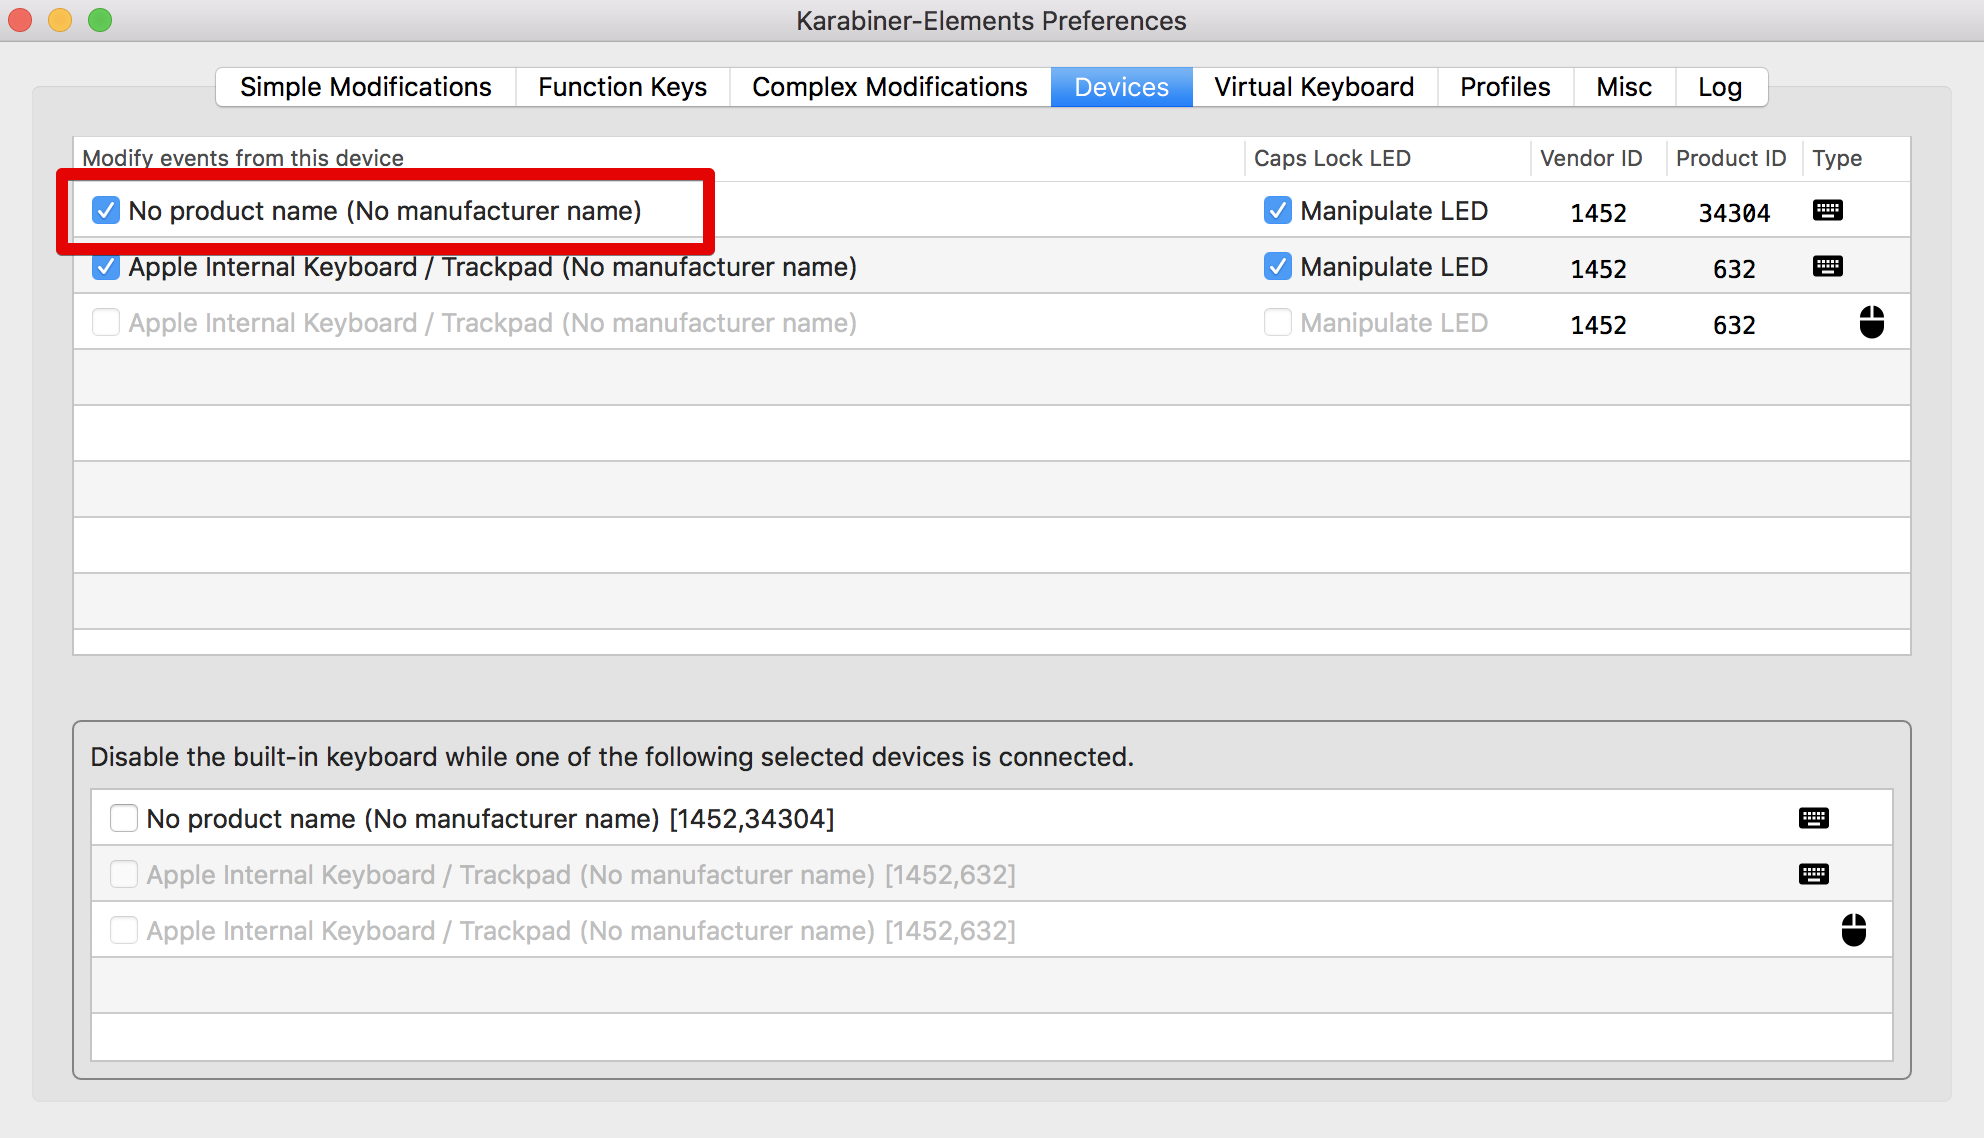 Karabiner-Elements Preferences
Simple Modifications Function Keys Complex Modifications Devices Virtual Keyboard Profiles Misc Log
Modify events from this device Caps Lock LED Vendor ID Product ID Type
No product name (No manufacturer name) Manipulate LED 1452 34304
Apple Internal Keyboard / Trackpad (No manufacturer name) Manipulate LED 1452 632
Apple Internal Keyboard / Trackpad (No manufacturer name) Manipulate LED 1452 632
Disable the built-in keyboard while one of the following selected devices is connected.
No product name (No manufacturer name) [1452,34304]
Apple Internal Keyboard / Trackpad (No manufacturer name) [1452,632]
Apple Internal Keyboard / Trackpad (No manufacturer name) [1452,632]